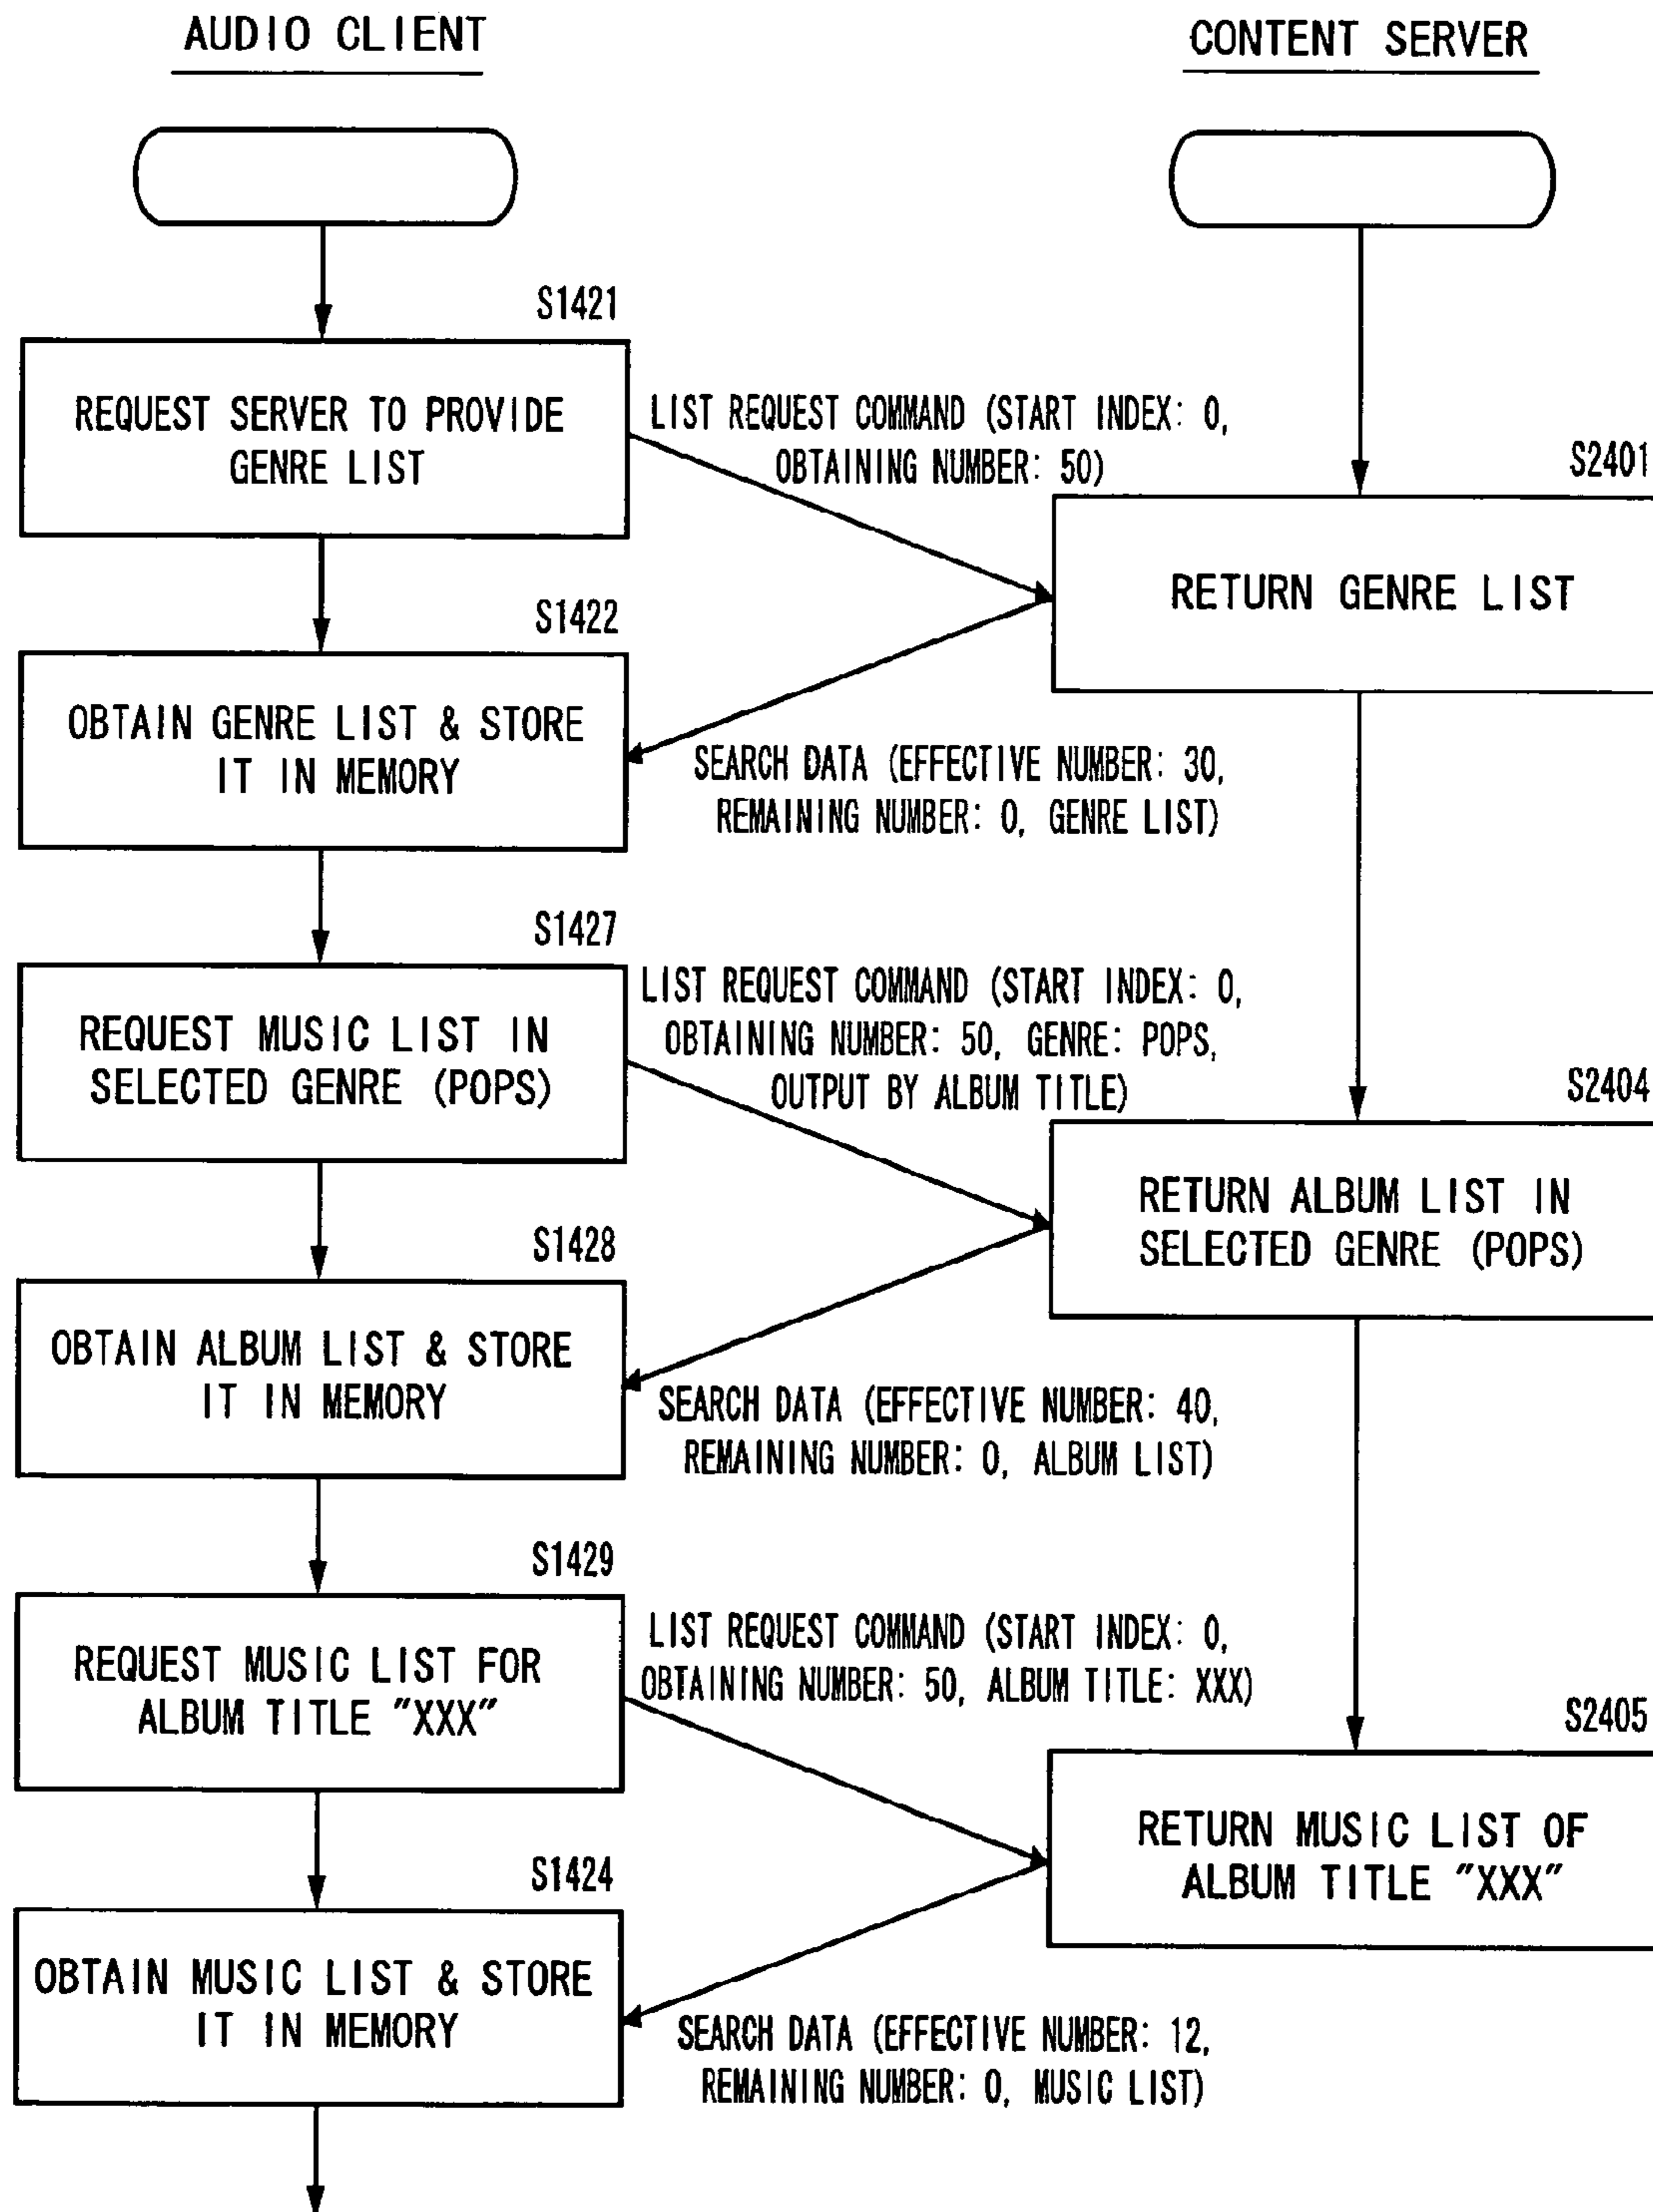 AUDIO CLIENT
CONTENT SERVER
S1421
REQUEST SERVER TO PROVIDE
GENRE LIST
LIST REQUEST COMMAND (START INDEX: 0,
OBTAINING NUMBER: 50)
S2401
RETURN GENRE LIST
S1422
OBTAIN GENRE LIST & STORE
IT IN MEMORY
SEARCH DATA (EFFECTIVE NUMBER: 30,
REMAINING NUMBER: 0, GENRE LIST)
S1427
REQUEST MUSIC LIST IN
SELECTED GENRE (POPS)
LIST REQUEST COMMAND (START INDEX: 0,
OBTAINING NUMBER: 50, GENRE: POPS,
OUTPUT BY ALBUM TITLE)
S2404
RETURN ALBUM LIST IN
SELECTED GENRE (POPS)
S1428
OBTAIN ALBUM LIST & STORE
IT IN MEMORY
SEARCH DATA (EFFECTIVE NUMBER: 40,
REMAINING NUMBER: 0, ALBUM LIST)
S1429
REQUEST MUSIC LIST FOR
ALBUM TITLE "XXX"
LIST REQUEST COMMAND (START INDEX: 0,
OBTAINING NUMBER: 50, ALBUM TITLE: XXX)
S2405
RETURN MUSIC LIST OF
ALBUM TITLE "XXX"
S1424
OBTAIN MUSIC LIST & STORE
IT IN MEMORY
SEARCH DATA (EFFECTIVE NUMBER: 12,
REMAINING NUMBER: 0, MUSIC LIST)